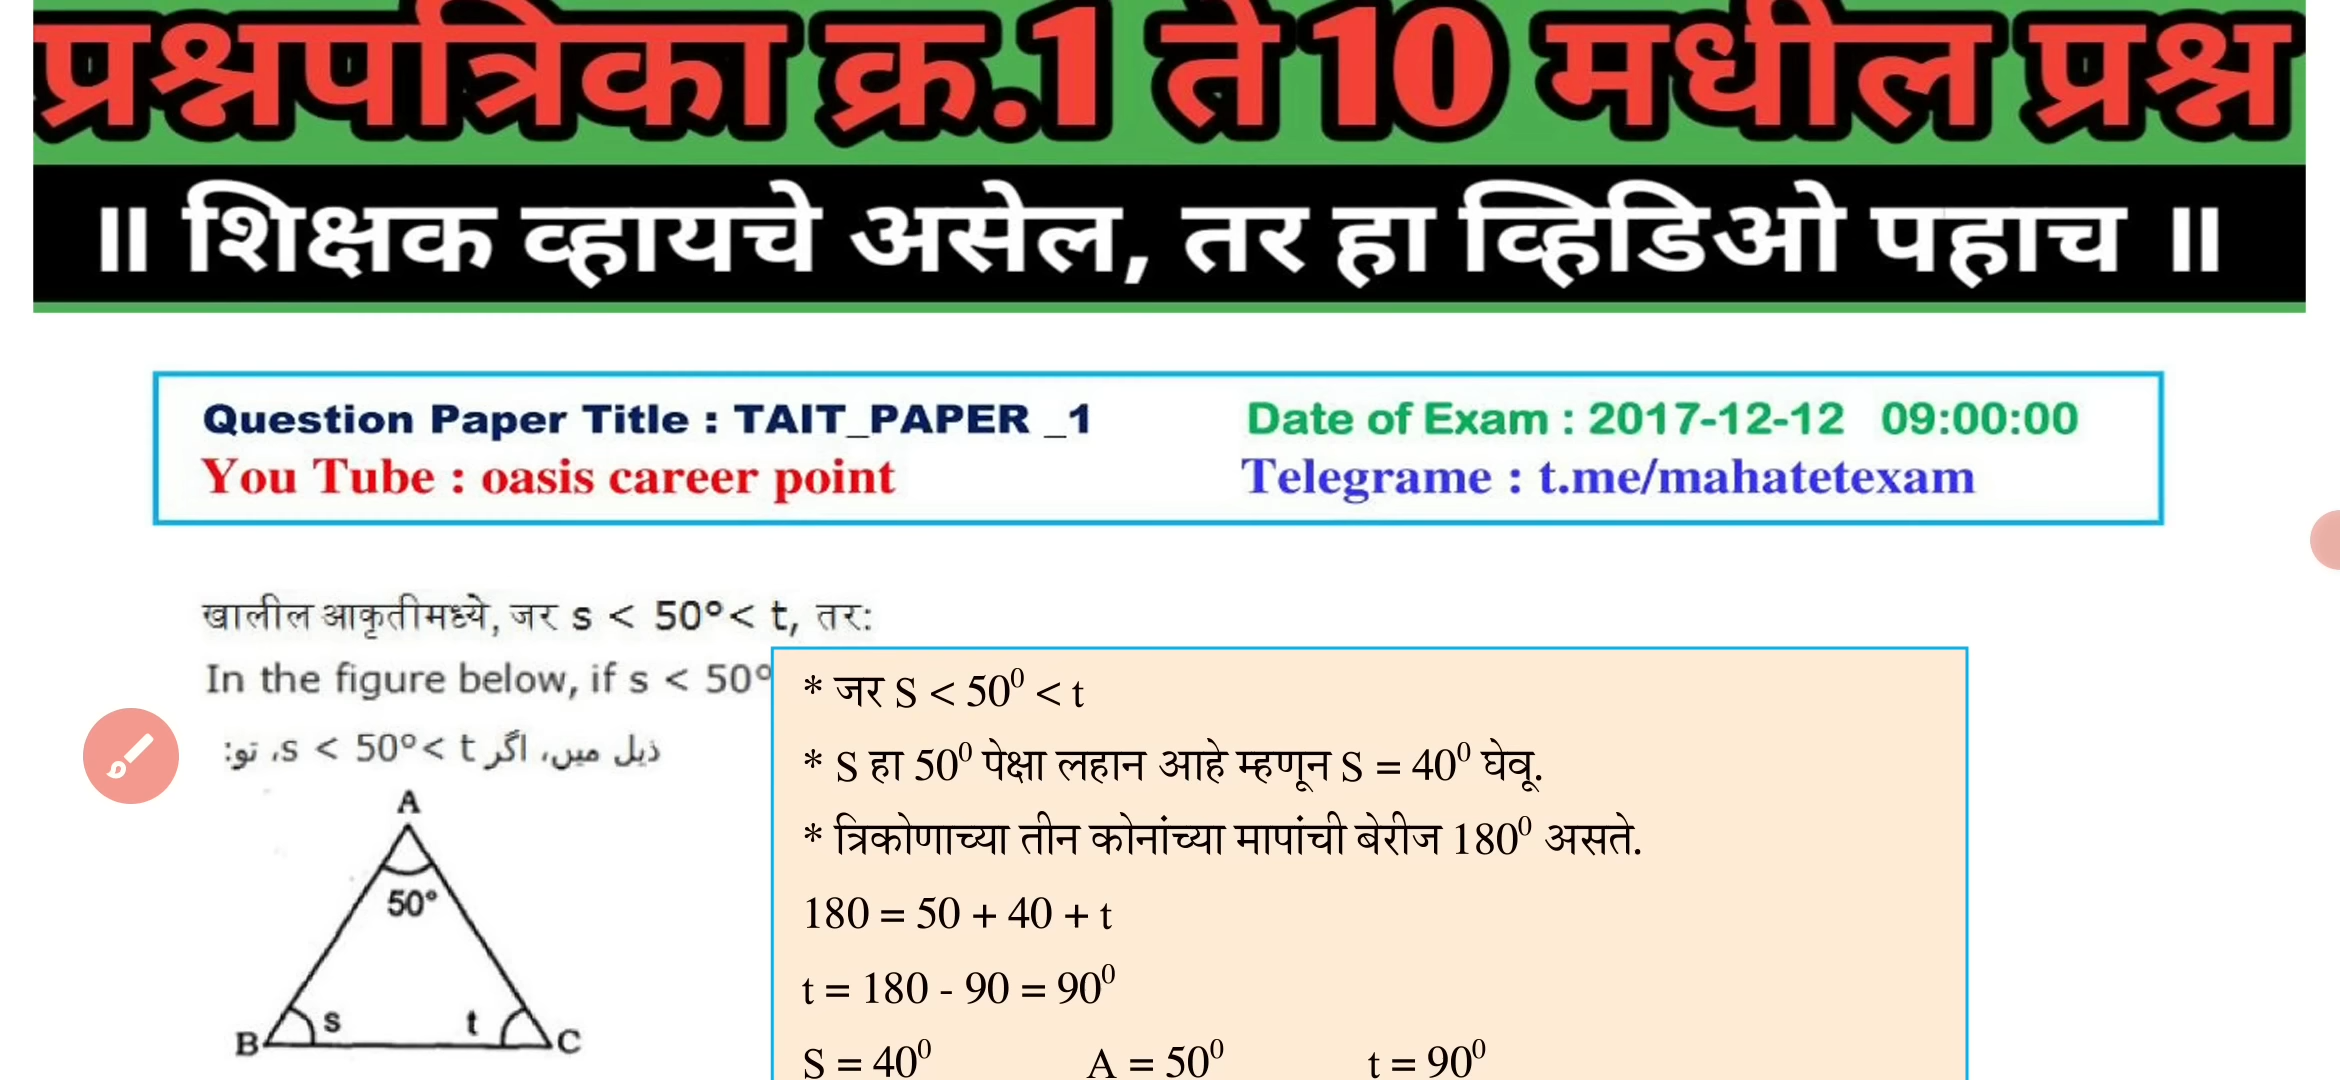 प्रश्नपत्रिका क्र.1 ते 10 मधील प्रश्न
॥ शिक्षक व्हायचे असेल, तर हा व्हिडिओ पहाच ॥
Question Paper Title : TAIT_PAPER _1 Date of Exam : 2017-12-12 09:00:00
You Tube : oasis career point Telegrame : t.me/mahatetexam
खालील आकृतीमध्ये, जर s < 50°< t, तर:
In the figure below, if s < 50°
ذیل میں، اگر s < 50°< t، تو:
* जर S < 50⁰ < t
* S हा 50⁰ पेक्षा लहान आहे म्हणून S = 40⁰ घेवू.
* त्रिकोणाच्या तीन कोनांच्या मापांची बेरीज 180⁰ असते.
180 = 50 + 40 + t
t = 180 - 90 = 90⁰
S = 40⁰ A = 50⁰ t = 90⁰
A
50°
s t
B C